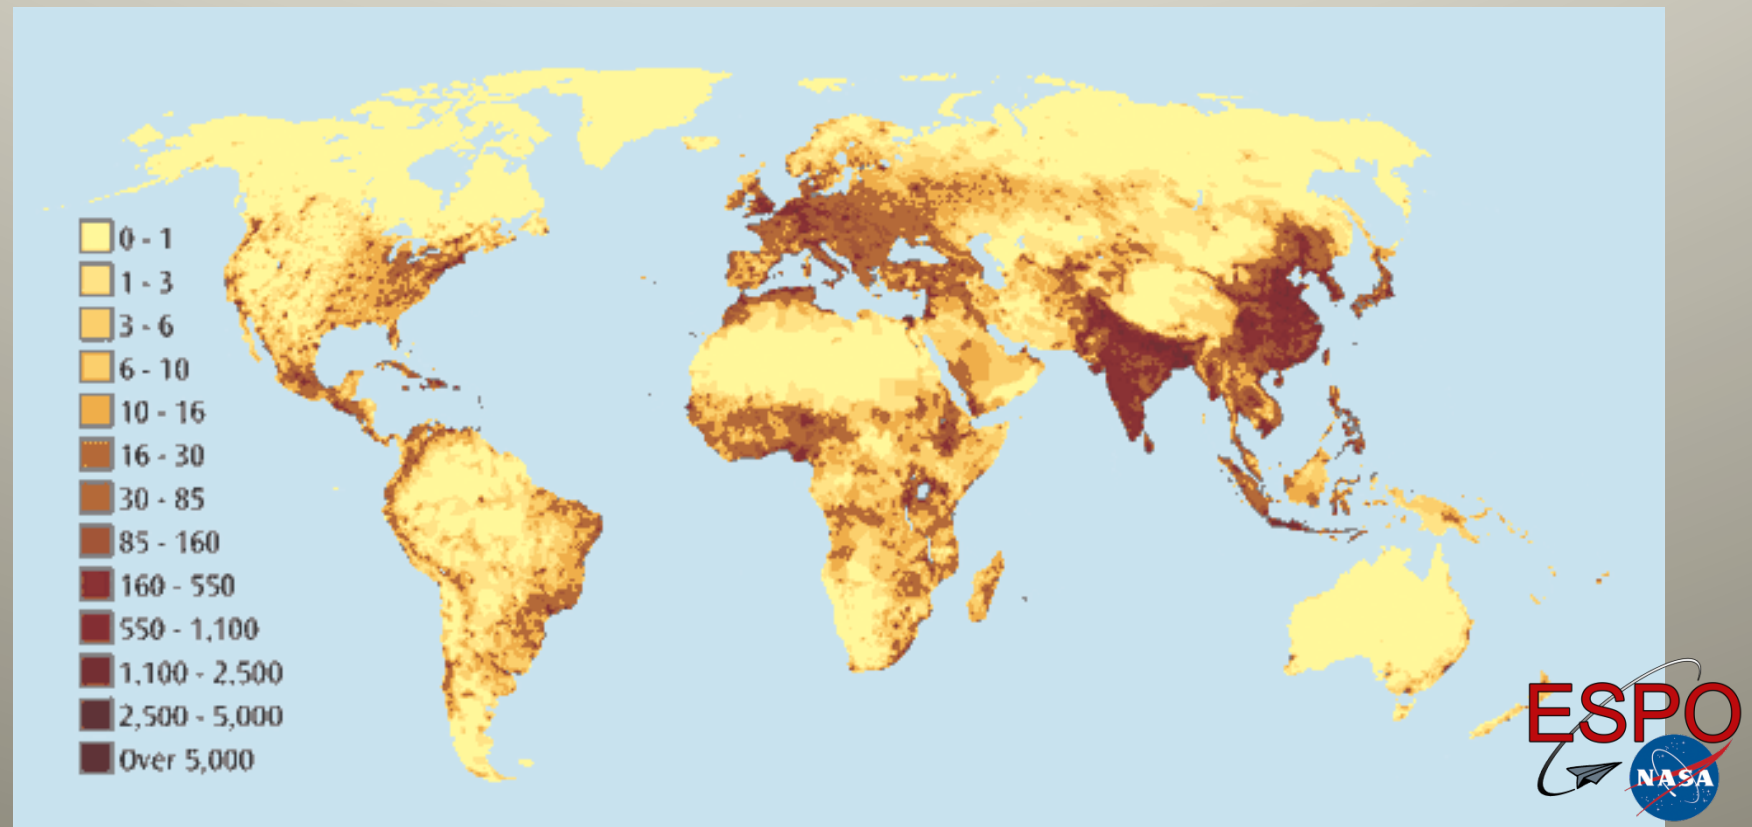 0 - 1
1 - 3
3 - 6
6 - 10
10 - 16
16 - 30
30 - 85
85 - 160
160 - 550
550 - 1,100
1,100 - 2,500
2,500 - 5,000
Over 5,000
ESPO
NASA